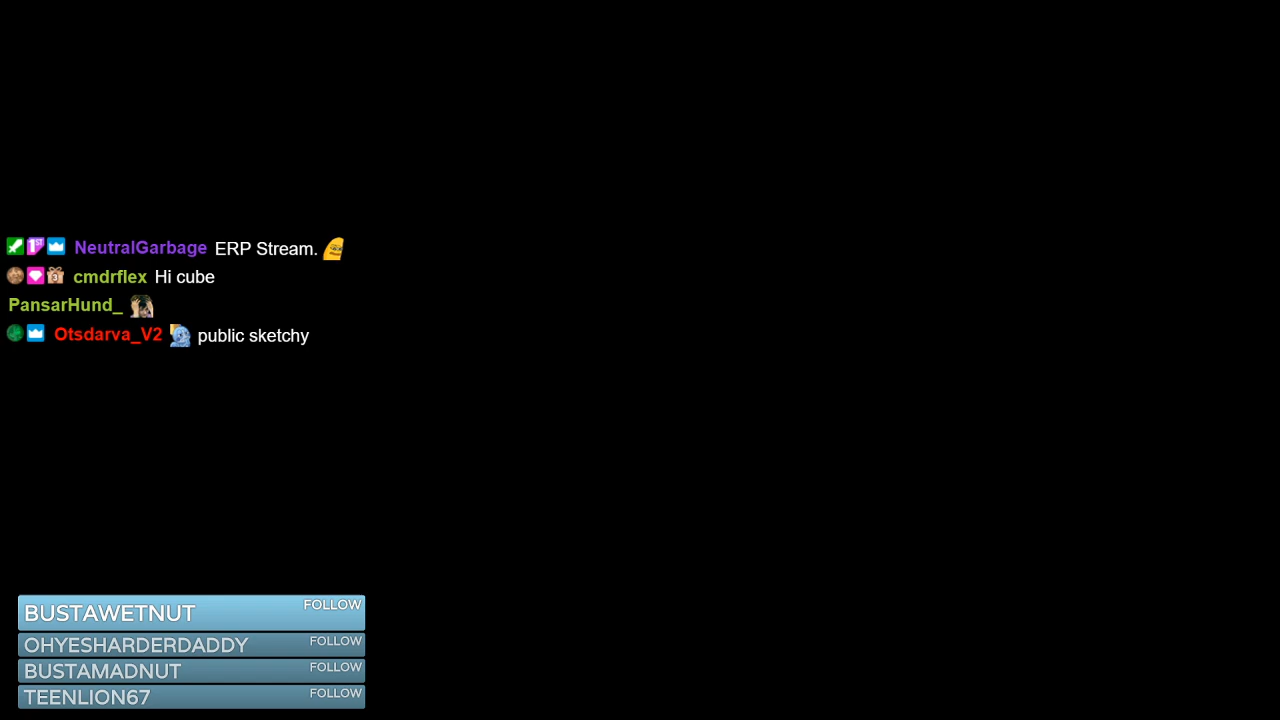 NeutralGarbage ERP Stream.
cmdrflex Hi cube
PansarHund_
Otsdarva_V2 public sketchy
BUSTAWETNUT FOLLOW
OHYESHARDERDADDY FOLLOW
BUSTAMADNUT FOLLOW
TEENLION67 FOLLOW